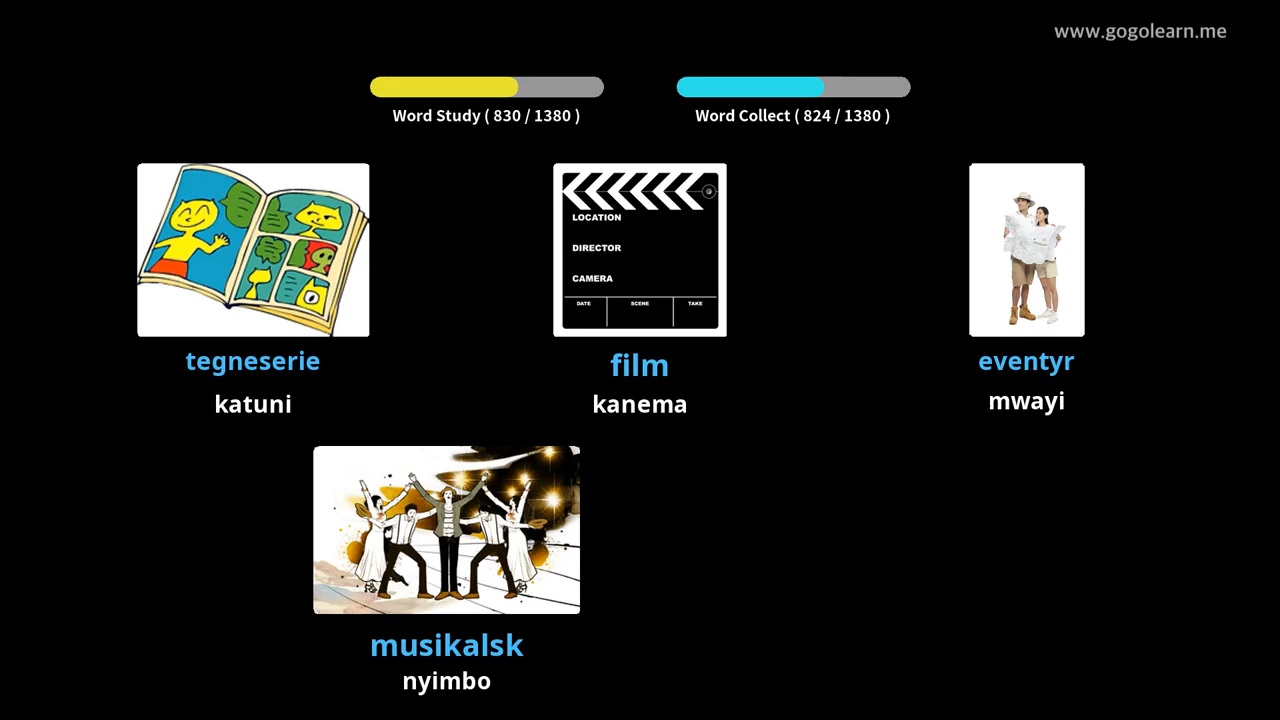 www.gogolearn.me
Word Study ( 830 / 1380 )
Word Collect ( 824 / 1380 )
LOCATION
DIRECTOR
CAMERA
DATE
SCENE
TAKE
tegneserie
film
eventyr
katuni
kanema
mwayi
musikalsk
nyimbo